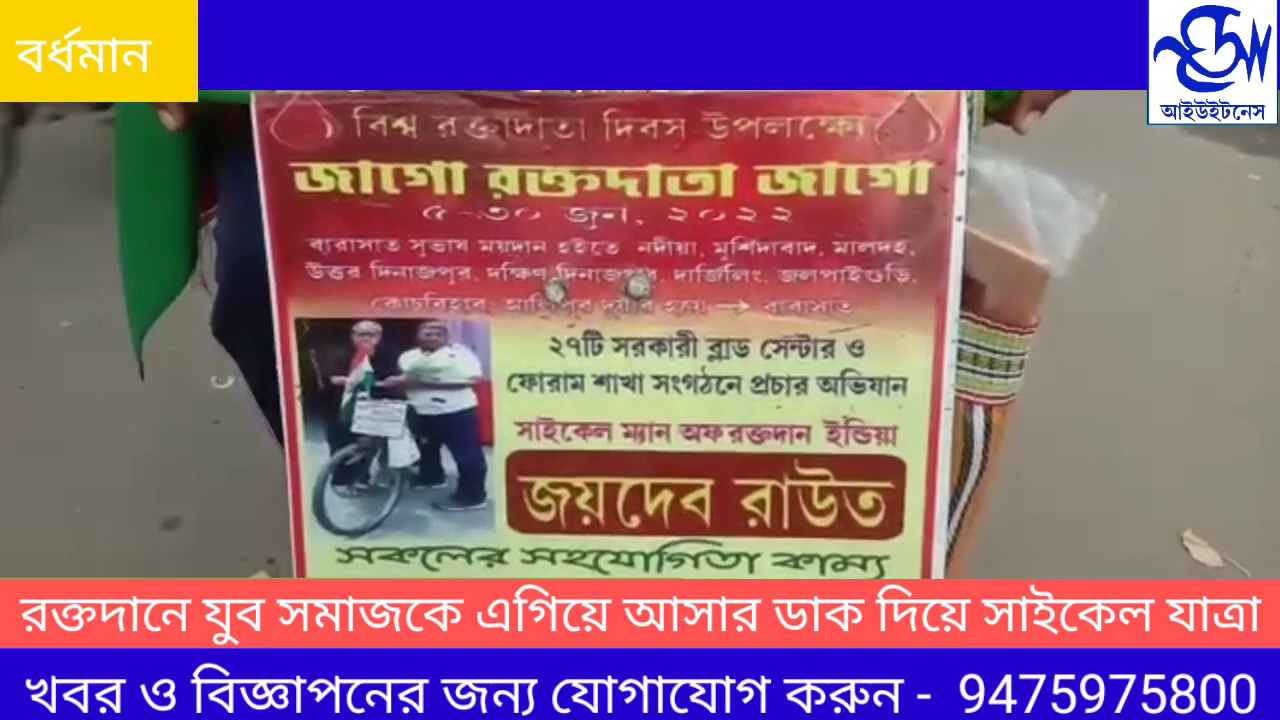 বর্ধমান
আইউইটনেস
বিশ্ব রক্তদাতা দিবস উপলক্ষ্যে
জাগো রক্তদাতা জাগো
৫-৩০ জুন, ২০২২
বারাসাত সুভাষ ময়দান হইতে নদীয়া, মুর্শিদাবাদ, মালদহ,
উত্তর দিনাজপুর, দক্ষিণ দিনাজপুর, দার্জিলিং, জলপাইগুড়ি,
কোচবিহার, হয়ে → বারাসাত
২৭টি সরকারী ব্লাড সেন্টার ও
ফোরাম শাখা সংগঠনে প্রচার অভিযান
সাইকেল ম্যান অফ রক্তদান ইন্ডিয়া
জয়দেব রাউত
সকলের সহযোগিতা কাম্য
রক্তদানে যুব সমাজকে এগিয়ে আসার ডাক দিয়ে সাইকেল যাত্রা
খবর ও বিজ্ঞাপনের জন্য যোগাযোগ করুন - 9475975800